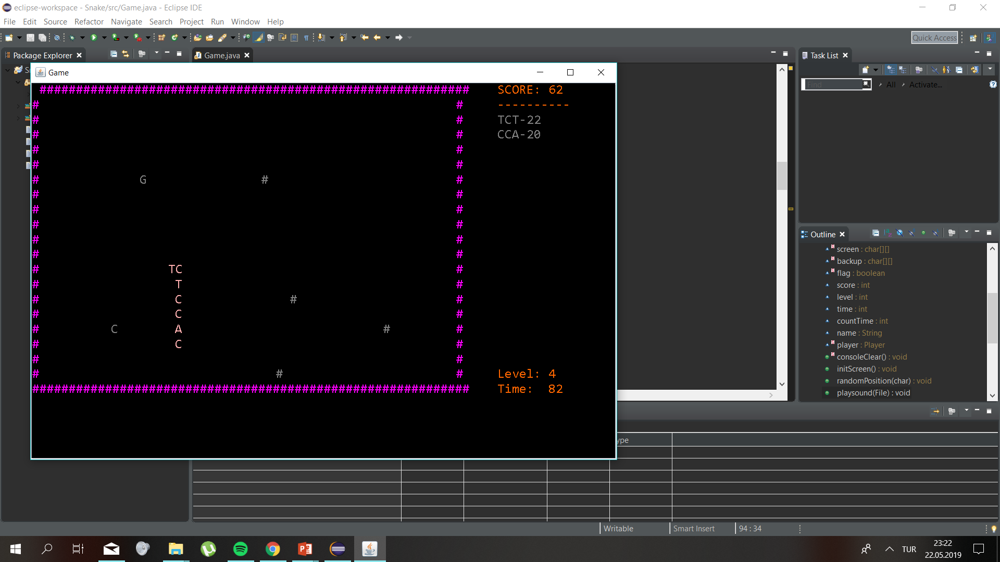 eclipse-workspace - Snake/src/Game.java - Eclipse IDE
File Edit Source Refactor Navigate Search Project Run Window Help
Quick Access
Package Explorer
Game.java
Task List
Game
Find
All
Activate...
###########################################################
SCORE: 62
# #
----------
# #
TCT-22
# #
CCA-20
# #
# #
# G # #
# #
# #
# #
# #
# #
# TC #
# T #
# C # #
# C #
# C A # #
# C #
# #
# # #
Level: 4
############################################################
Time: 82
Outline
screen : char[][]
backup : char[][]
flag : boolean
score : int
level : int
time : int
countTime : int
name : String
player : Player
consoleClear() : void
initScreen() : void
randomPosition(char) : void
playsound(File) : void
ype
Writable
Smart Insert
94 : 34
TUR
23:22
22.05.2019